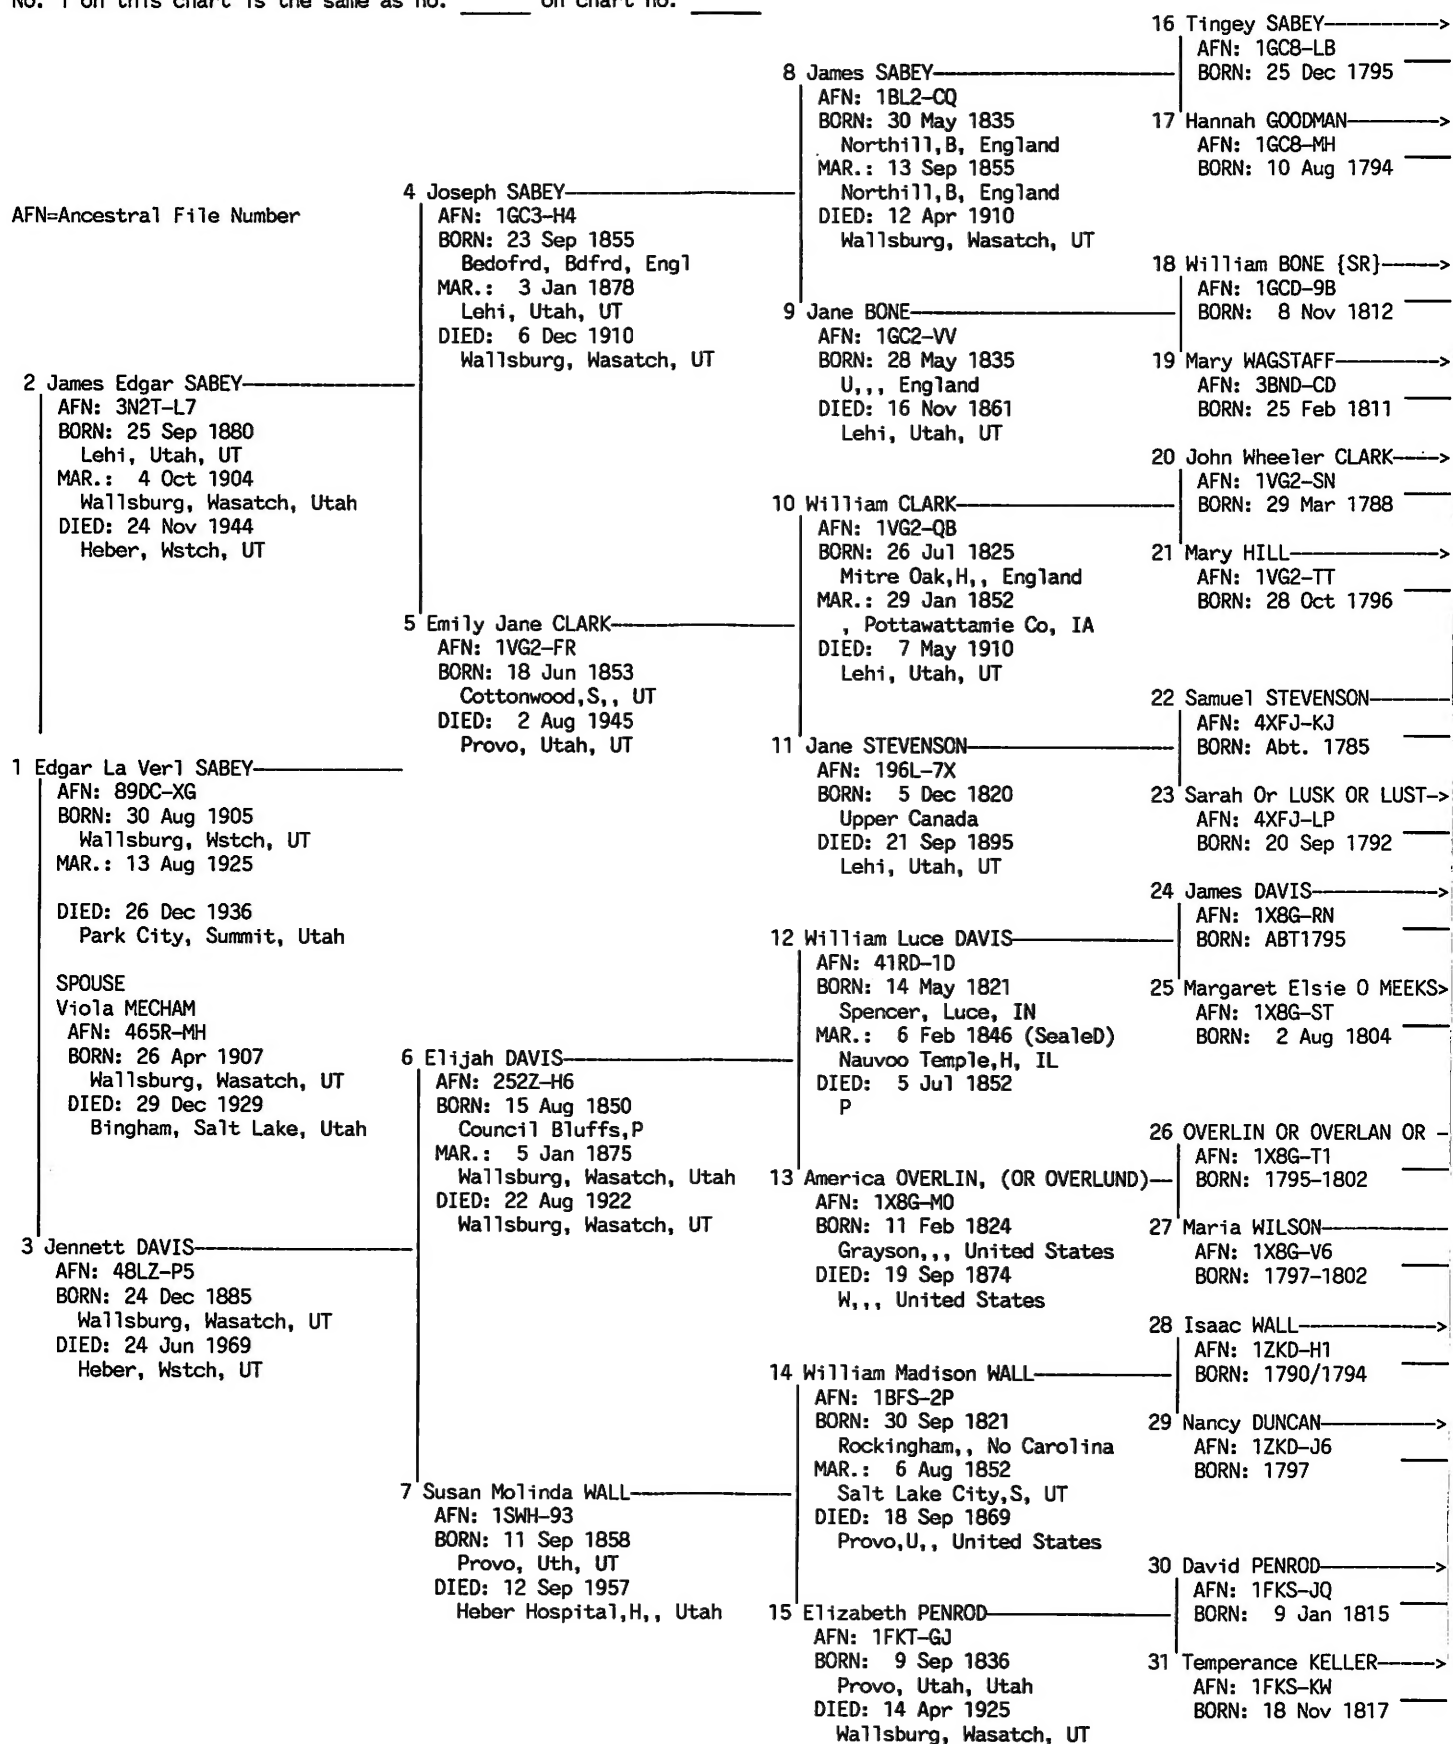 No. 1 on this chart is the same as no. ______ on chart no. ______
AFN=Ancestral File Number
1 Edgar La Verl SABEY
AFN: 89DC-XG
BORN: 30 Aug 1905
Wallsburg, Wstch, UT
MAR.: 13 Aug 1925
DIED: 26 Dec 1936
Park City, Summit, Utah
SPOUSE
Viola MECHAM
AFN: 465R-MH
BORN: 26 Apr 1907
Wallsburg, Wasatch, UT
DIED: 29 Dec 1929
Bingham, Salt Lake, Utah
2 James Edgar SABEY
AFN: 3N2T-L7
BORN: 25 Sep 1880
Lehi, Utah, UT
MAR.: 4 Oct 1904
Wallsburg, Wasatch, Utah
DIED: 24 Nov 1944
Heber, Wstch, UT
3 Jennett DAVIS
AFN: 48LZ-P5
BORN: 24 Dec 1885
Wallsburg, Wasatch, UT
DIED: 24 Jun 1969
Heber, Wstch, UT
4 Joseph SABEY
AFN: 1GC3-H4
BORN: 23 Sep 1855
Bedofrd, Bdfrd, Engl
MAR.: 3 Jan 1878
Lehi, Utah, UT
DIED: 6 Dec 1910
Wallsburg, Wasatch, UT
5 Emily Jane CLARK
AFN: 1VG2-FR
BORN: 18 Jun 1853
Cottonwood,S,, UT
DIED: 2 Aug 1945
Provo, Utah, UT
6 Elijah DAVIS
AFN: 252Z-H6
BORN: 15 Aug 1850
Council Bluffs,P
MAR.: 5 Jan 1875
Wallsburg, Wasatch, Utah
DIED: 22 Aug 1922
Wallsburg, Wasatch, UT
7 Susan Molinda WALL
AFN: 1SWH-93
BORN: 11 Sep 1858
Provo, Uth, UT
DIED: 12 Sep 1957
Heber Hospital,H,, Utah
8 James SABEY
AFN: 1BL2-CQ
BORN: 30 May 1835
Northill,B, England
MAR.: 13 Sep 1855
Northill,B, England
DIED: 12 Apr 1910
Wallsburg, Wasatch, UT
9 Jane BONE
AFN: 1GC2-VV
BORN: 28 May 1835
U,,, England
DIED: 16 Nov 1861
Lehi, Utah, UT
10 William CLARK
AFN: 1VG2-QB
BORN: 26 Jul 1825
Mitre Oak,H,, England
MAR.: 29 Jan 1852
, Pottawattamie Co, IA
DIED: 7 May 1910
Lehi, Utah, UT
11 Jane STEVENSON
AFN: 196L-7X
BORN: 5 Dec 1820
Upper Canada
DIED: 21 Sep 1895
Lehi, Utah, UT
12 William Luce DAVIS
AFN: 41RD-1D
BORN: 14 May 1821
Spencer, Luce, IN
MAR.: 6 Feb 1846 (SealeD)
Nauvoo Temple,H, IL
DIED: 5 Jul 1852
P
13 America OVERLIN, (OR OVERLUND)
AFN: 1X8G-M0
BORN: 11 Feb 1824
Grayson,,, United States
DIED: 19 Sep 1874
W,,, United States
14 William Madison WALL
AFN: 1BFS-2P
BORN: 30 Sep 1821
Rockingham,, No Carolina
MAR.: 6 Aug 1852
Salt Lake City,S, UT
DIED: 18 Sep 1869
Provo,U,, United States
15 Elizabeth PENROD
AFN: 1FKT-GJ
BORN: 9 Sep 1836
Provo, Utah, Utah
DIED: 14 Apr 1925
Wallsburg, Wasatch, UT
16 Tingey SABEY
AFN: 1GC8-LB
BORN: 25 Dec 1795
17 Hannah GOODMAN
AFN: 1GC8-MH
BORN: 10 Aug 1794
18 William BONE {SR}
AFN: 1GCD-9B
BORN: 8 Nov 1812
19 Mary WAGSTAFF
AFN: 3BND-CD
BORN: 25 Feb 1811
20 John Wheeler CLARK
AFN: 1VG2-SN
BORN: 29 Mar 1788
21 Mary HILL
AFN: 1VG2-TT
BORN: 28 Oct 1796
22 Samuel STEVENSON
AFN: 4XFJ-KJ
BORN: Abt. 1785
23 Sarah Or LUSK OR LUST->
AFN: 4XFJ-LP
BORN: 20 Sep 1792
24 James DAVIS
AFN: 1X8G-RN
BORN: ABT1795
25 Margaret Elsie O MEEKS>
AFN: 1X8G-ST
BORN: 2 Aug 1804
26 OVERLIN OR OVERLAN OR -
AFN: 1X8G-T1
BORN: 1795-1802
27 Maria WILSON
AFN: 1X8G-V6
BORN: 1797-1802
28 Isaac WALL
AFN: 1ZKD-H1
BORN: 1790/1794
29 Nancy DUNCAN
AFN: 1ZKD-J6
BORN: 1797
30 David PENROD
AFN: 1FKS-JQ
BORN: 9 Jan 1815
31 Temperance KELLER
AFN: 1FKS-KW
BORN: 18 Nov 1817